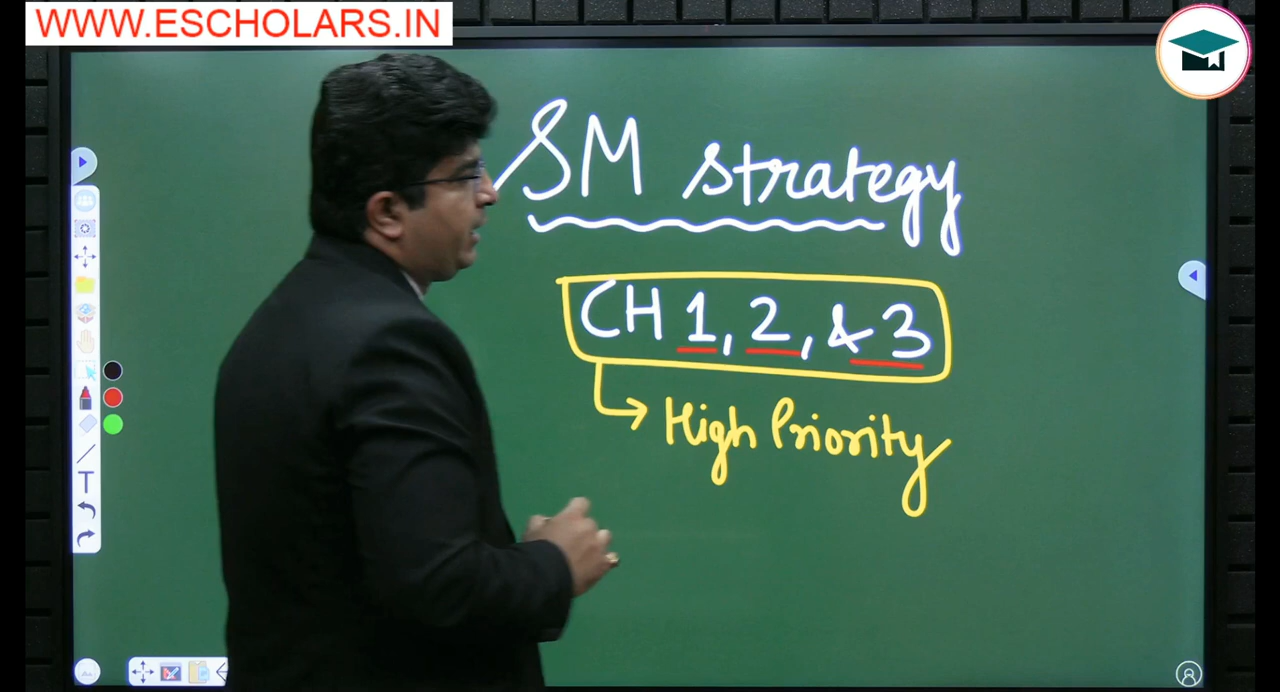 WWW.ESCHOLARS.IN
SM strategy
CH 1, 2, & 3
High Priority